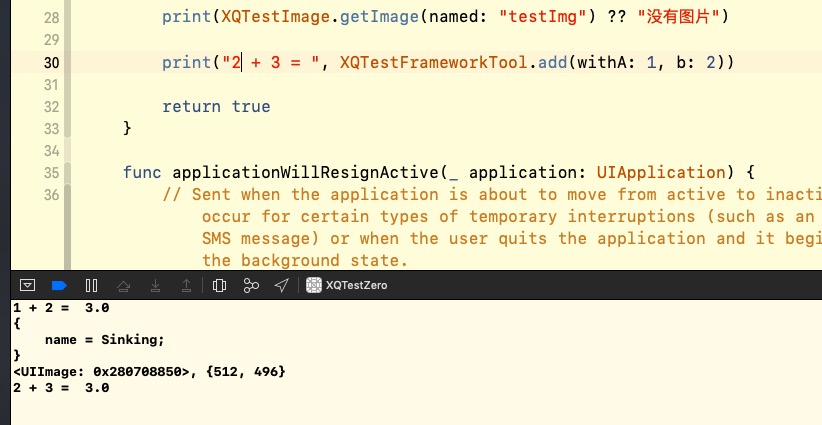 28 print(XQTestImage.getImage(named: "testImg") ?? "没有图片")
29
30 print("2 + 3 = ", XQTestFrameworkTool.add(withA: 1, b: 2))
31
32 return true
33 }
34
35 func applicationWillResignActive(_ application: UIApplication) {
36 // Sent when the application is about to move from active to inacti
occur for certain types of temporary interruptions (such as an
SMS message) or when the user quits the application and it begi
the background state.
XQTestZero
1 + 2 =  3.0
{
    name = Sinking;
}
<UIImage: 0x280708850>, {512, 496}
2 + 3 =  3.0